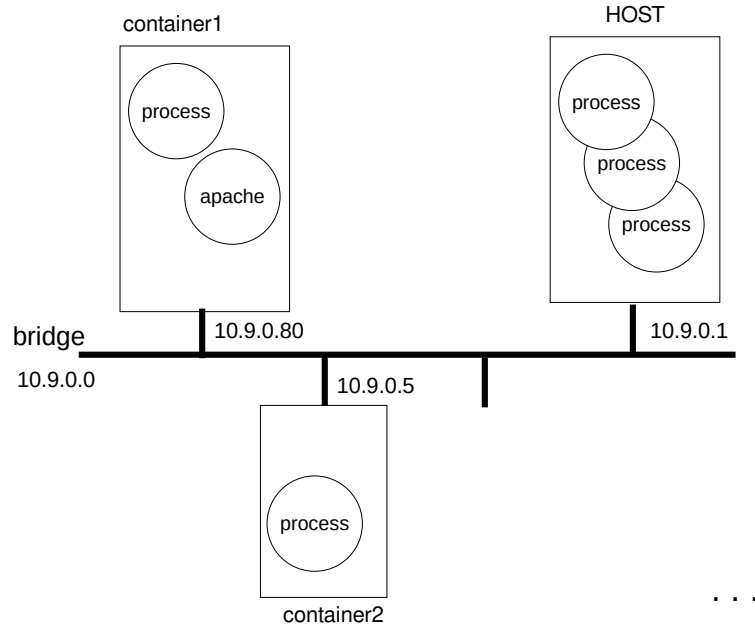 container1
HOST
process
apache
process
process
process
bridge
10.9.0.80
10.9.0.1
10.9.0.0
10.9.0.5
process
container2
. . .